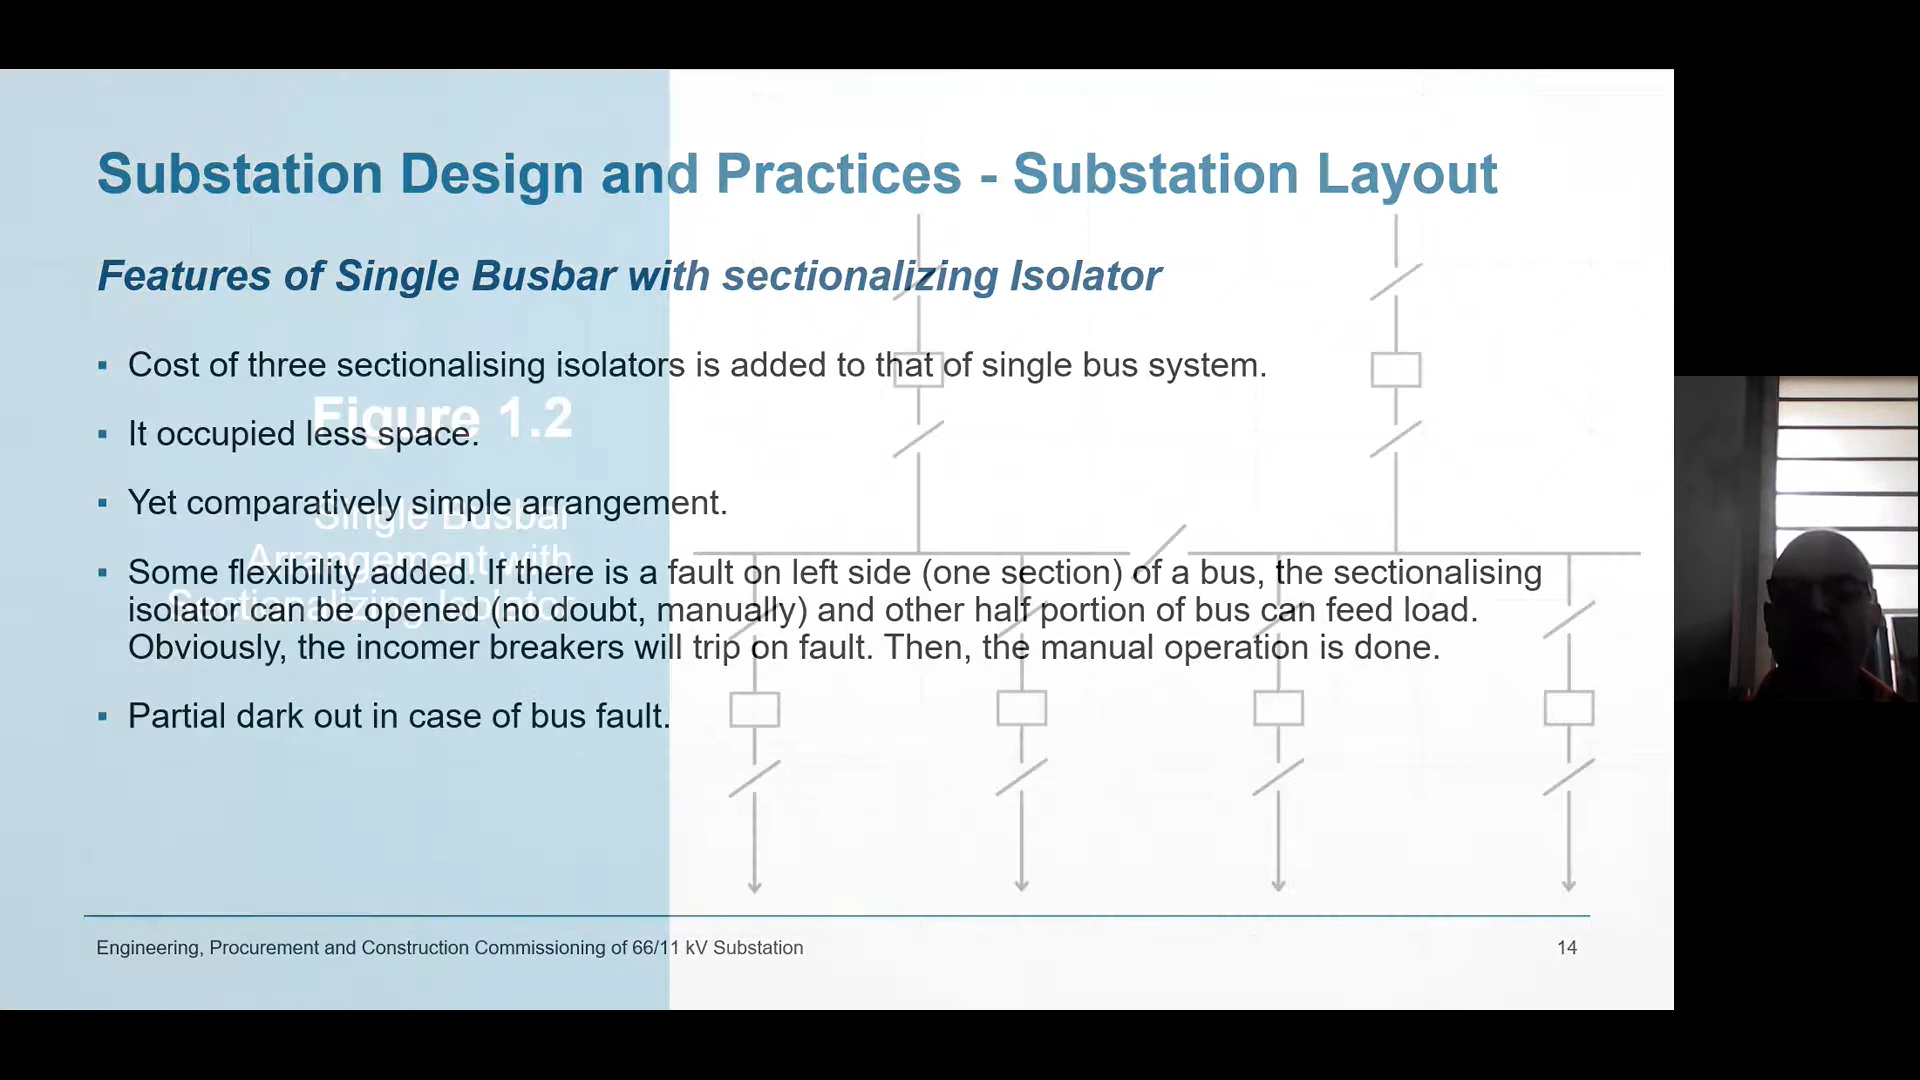 Substation Design and Practices - Substation Layout
Features of Single Busbar with sectionalizing Isolator
▪ Cost of three sectionalising isolators is added to that of single bus system.
Figure 1.2
▪ It occupied less space.
▪ Yet comparatively simple arrangement.
Single Busbar
Arrangement with
Sectionalizing Isolator
▪ Some flexibility added. If there is a fault on left side (one section) of a bus, the sectionalising
isolator can be opened (no doubt, manually) and other half portion of bus can feed load.
Obviously, the incomer breakers will trip on fault. Then, the manual operation is done.
▪ Partial dark out in case of bus fault.
Engineering, Procurement and Construction Commissioning of 66/11 kV Substation
14